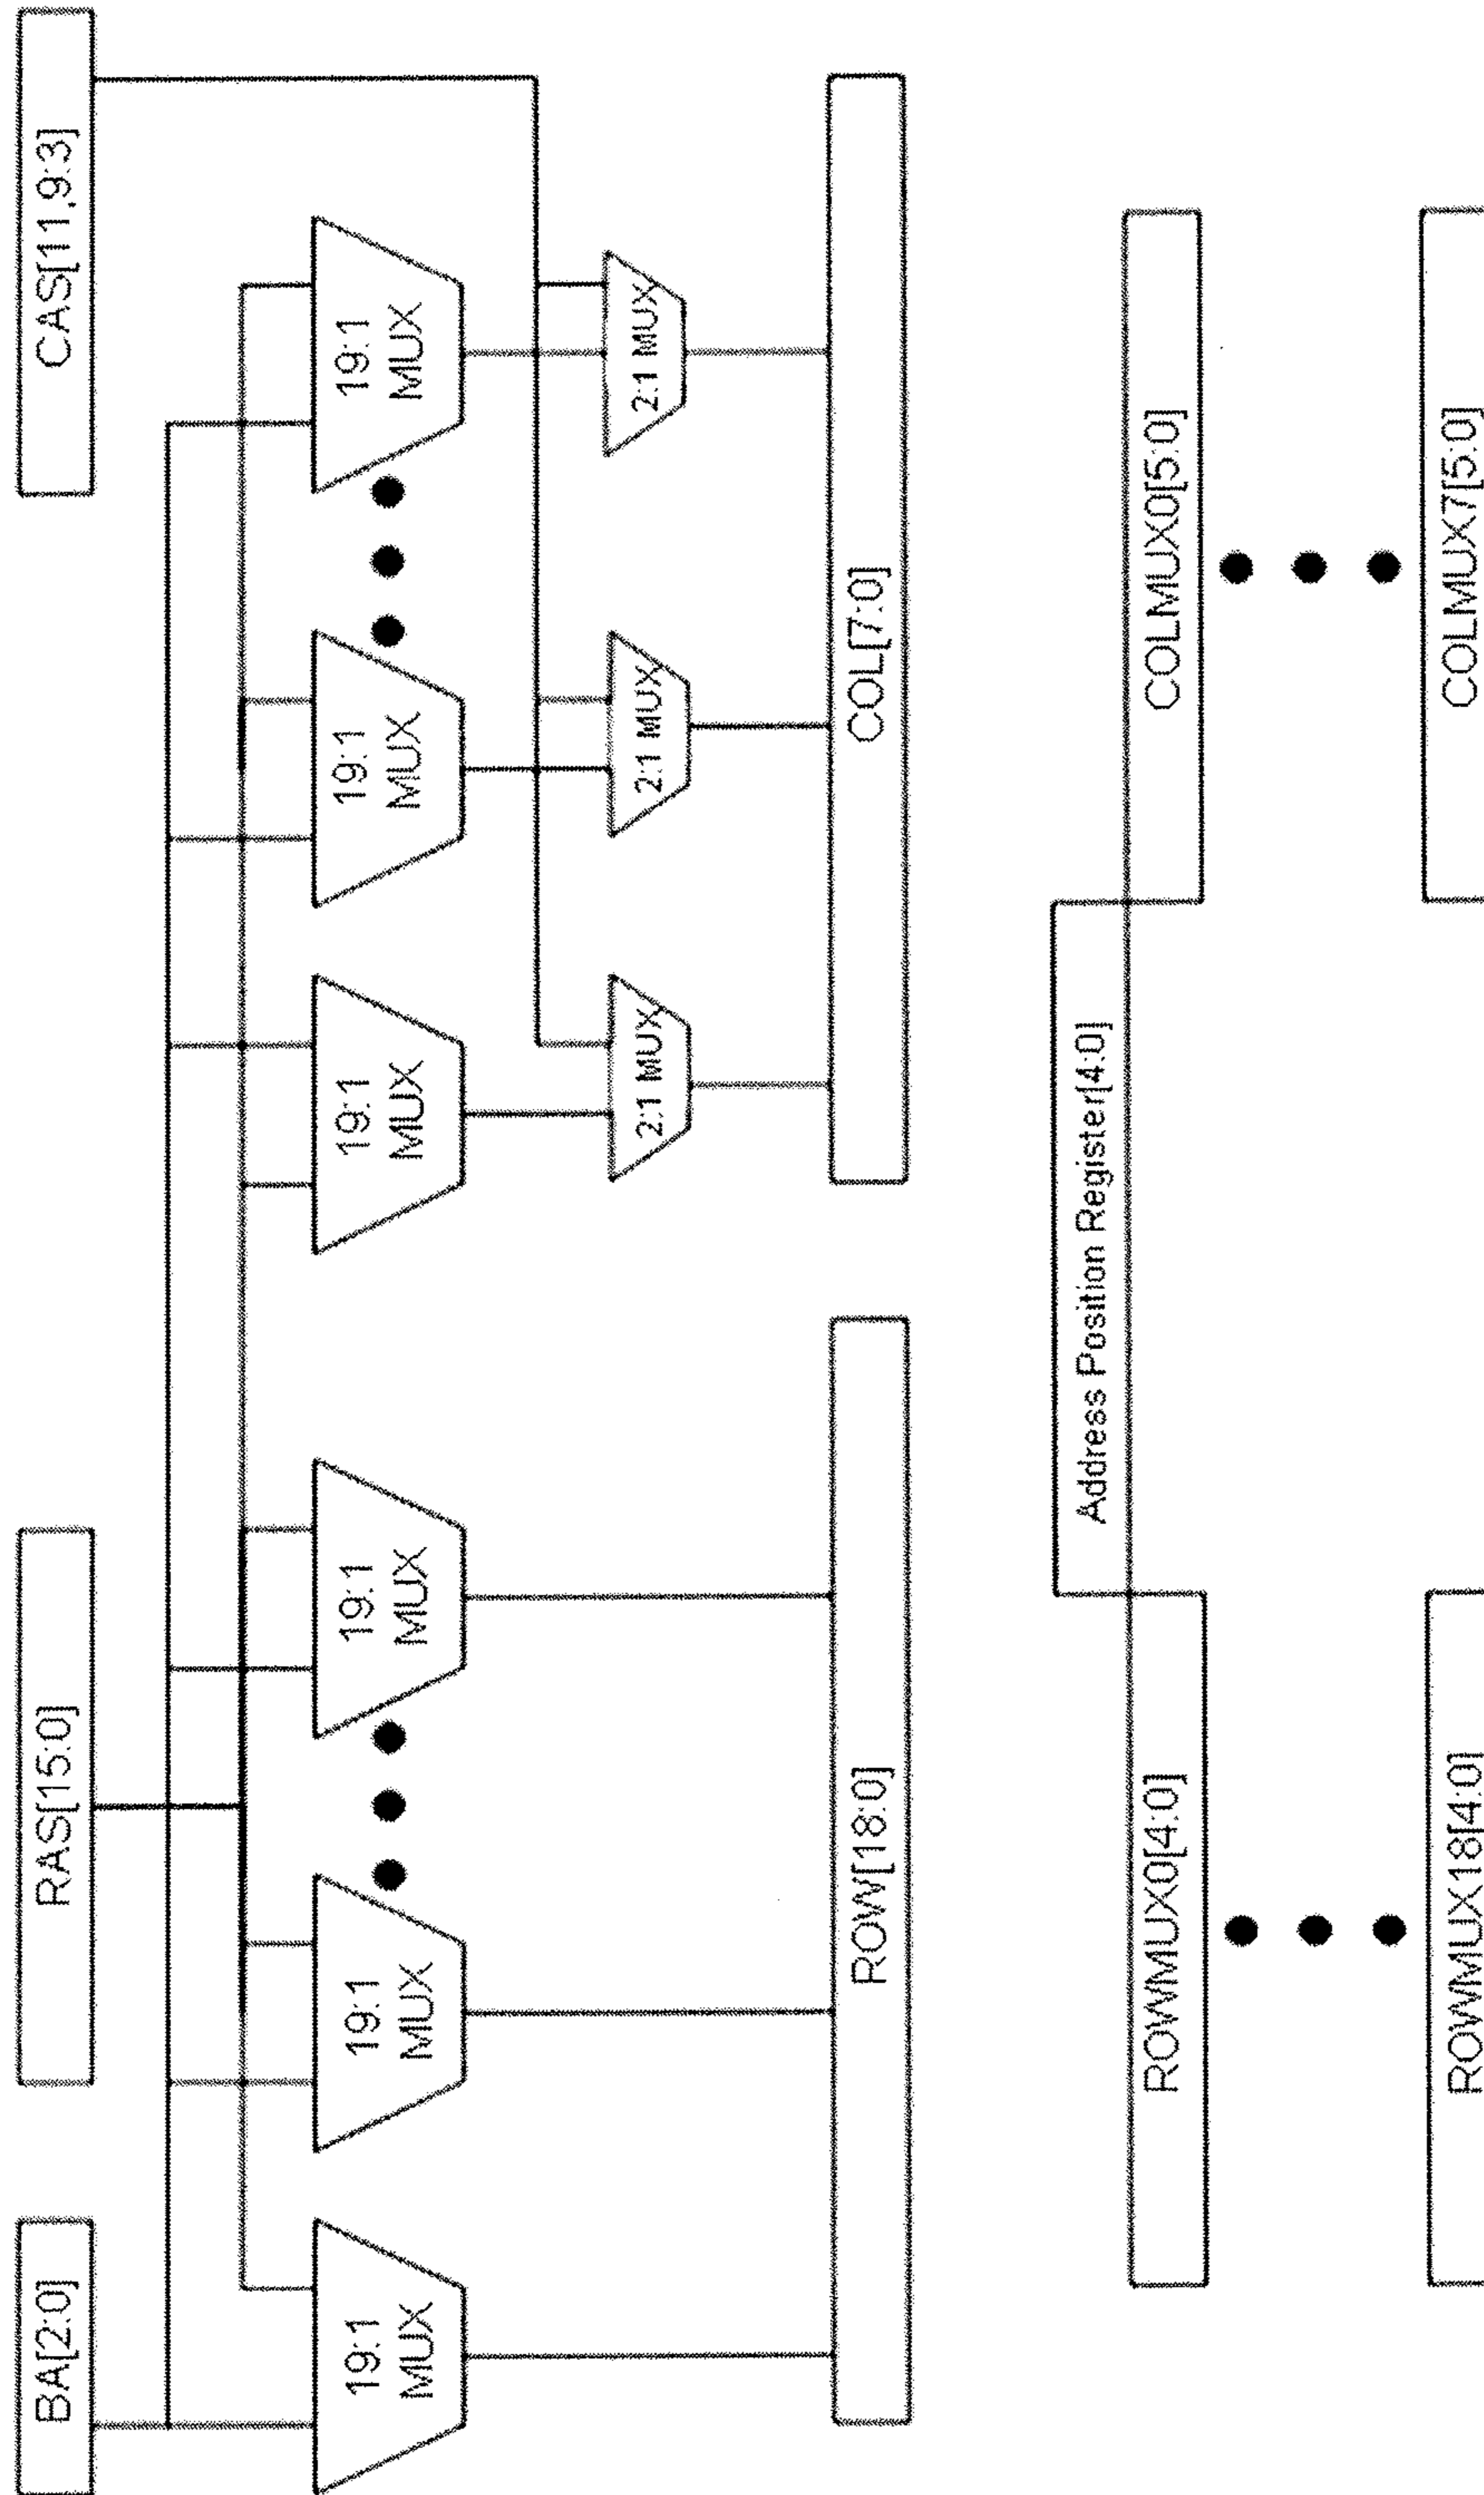 BA[2:0]
RAS[15:0]
CAS[11,9:3]
19:1
MUX
19:1
MUX
19:1
MUX
19:1
MUX
19:1
MUX
19:1
MUX
2:1 MUX
2:1 MUX
2:1 MUX
ROW[18:0]
COL[7:0]
Address Position Register[4:0]
ROWMUX0[4:0]
COLMUX0[5:0]
ROWMUX18[4:0]
COLMUX7[5:0]